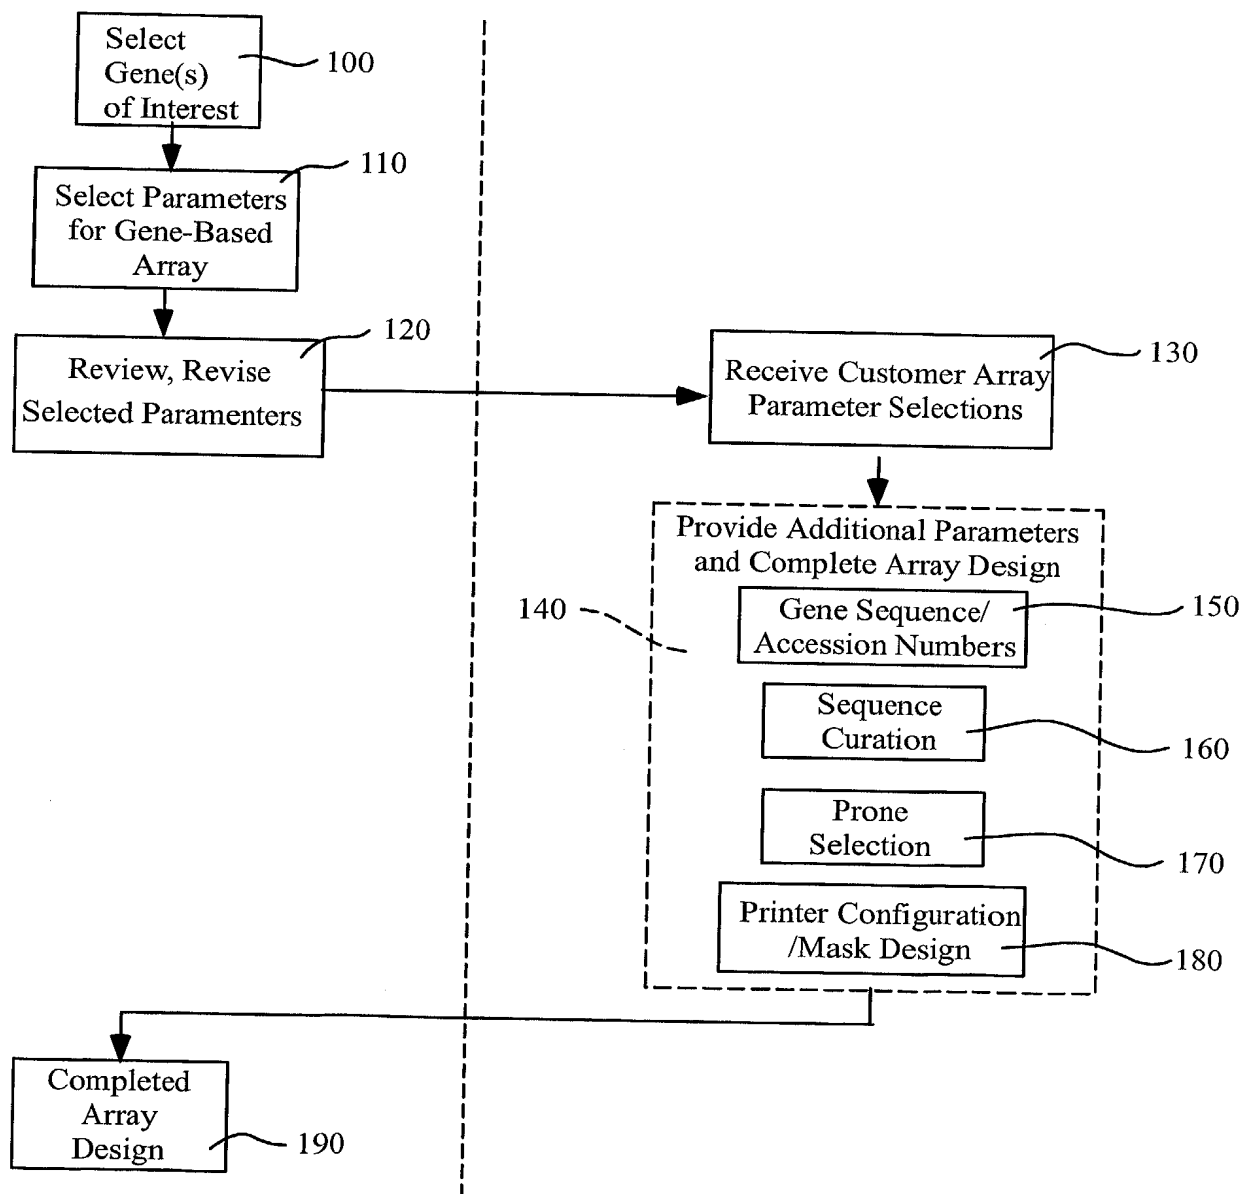 Select
Gene(s)
of Interest
100
110
Select Parameters
for Gene-Based
Array
120
Review, Revise
Selected Paramenters
130
Receive Customer Array
Parameter Selections
Provide Additional Parameters
and Complete Array Design
140
150
Gene Sequence/
Accession Numbers
Sequence
Curation
160
Prone
Selection
170
Printer Configuration
/Mask Design
180
Completed
Array
Design
190